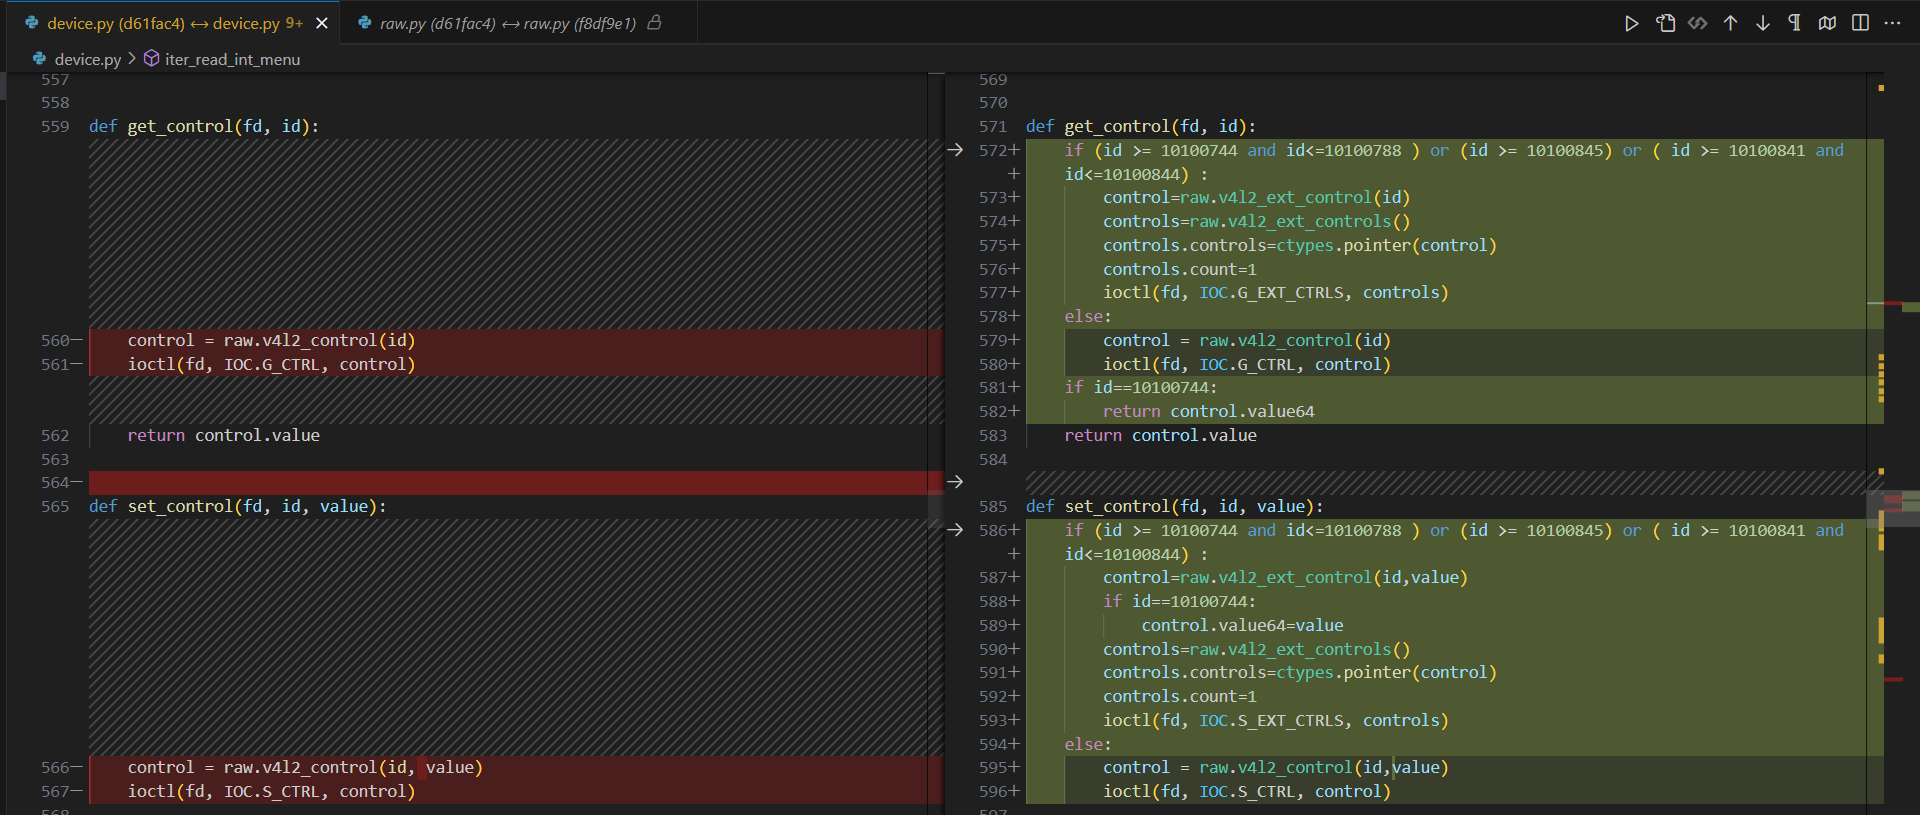 device.py (d61fac4) ↔ device.py 9+
raw.py (d61fac4) ↔ raw.py (f8df9e1)
device.py > iter_read_int_menu
557
558
559 def get_control(fd, id):
560— control = raw.v4l2_control(id)
561— ioctl(fd, IOC.G_CTRL, control)
562 return control.value
563
564—
565 def set_control(fd, id, value):
566— control = raw.v4l2_control(id, value)
567— ioctl(fd, IOC.S_CTRL, control)
568
569
570
571 def get_control(fd, id):
572+ if (id >= 10100744 and id<=10100788 ) or (id >= 10100845) or ( id >= 10100841 and
+ id<=10100844) :
573+ control=raw.v4l2_ext_control(id)
574+ controls=raw.v4l2_ext_controls()
575+ controls.controls=ctypes.pointer(control)
576+ controls.count=1
577+ ioctl(fd, IOC.G_EXT_CTRLS, controls)
578+ else:
579+ control = raw.v4l2_control(id)
580+ ioctl(fd, IOC.G_CTRL, control)
581+ if id==10100744:
582+ return control.value64
583 return control.value
584
585 def set_control(fd, id, value):
586+ if (id >= 10100744 and id<=10100788 ) or (id >= 10100845) or ( id >= 10100841 and
+ id<=10100844) :
587+ control=raw.v4l2_ext_control(id,value)
588+ if id==10100744:
589+ control.value64=value
590+ controls=raw.v4l2_ext_controls()
591+ controls.controls=ctypes.pointer(control)
592+ controls.count=1
593+ ioctl(fd, IOC.S_EXT_CTRLS, controls)
594+ else:
595+ control = raw.v4l2_control(id,value)
596+ ioctl(fd, IOC.S_CTRL, control)
597